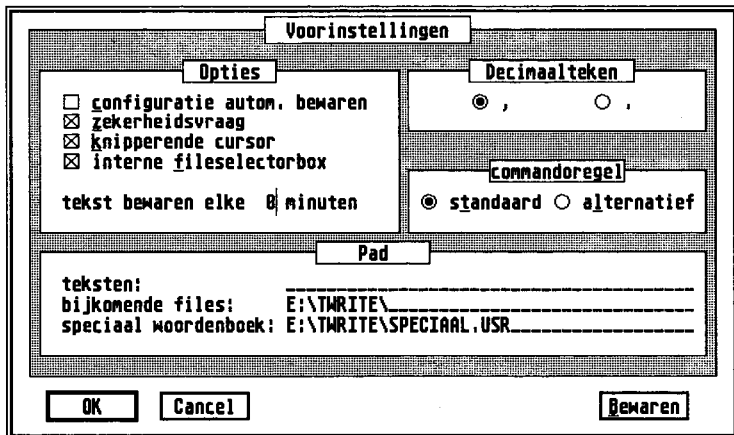 Voorinstellingen
Opties
configuratie autom. bewaren
zekerheidsvraag
knipperende cursor
interne fileselectorbox
tekst bewaren elke 0 minuten
Decimaalteken
, .
commandoregel
standaard alternatief
Pad
teksten:
bijkomende files: E:\TWRITE\
speciaal woordenboek: E:\TWRITE\SPECIAAL.USR
OK Cancel Bewaren